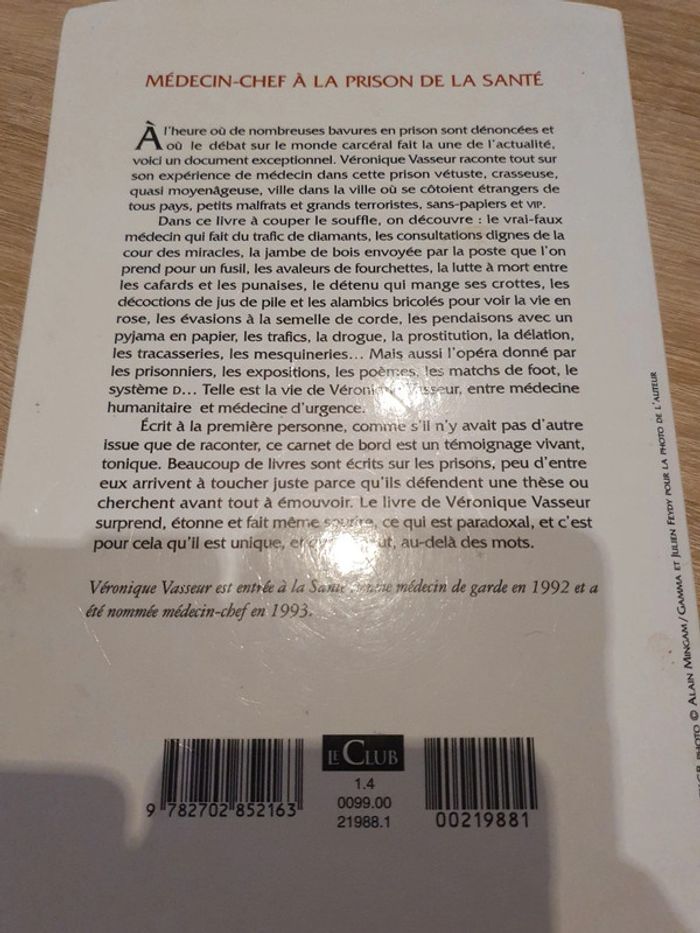 MÉDECIN-CHEF À LA PRISON DE LA SANTÉ
À l'heure où de nombreuses bavures en prison sont dénoncées et
où le débat sur le monde carcéral fait la une de l'actualité,
voici un document exceptionnel. Véronique Vasseur raconte tout sur
son expérience de médecin dans cette prison vétuste, crasseuse,
quasi moyenâgeuse, ville dans la ville où se côtoient étrangers de
tous pays, petits malfrats et grands terroristes, sans-papiers et VIP.
Dans ce livre à couper le souffle, on découvre : le vrai-faux
médecin qui fait du trafic de diamants, les consultations dignes de la
cour des miracles, la jambe de bois envoyée par la poste que l'on
prend pour un fusil, les avaleurs de fourchettes, la lutte à mort entre
les cafards et les punaises, le détenu qui mange ses crottes, les
décoctions de jus de pile et les alambics bricolés pour voir la vie en
rose, les évasions à la semelle de corde, les pendaisons avec un
pyjama en papier, les trafics, la drogue, la prostitution, la délation,
les tracasseries, les mesquineries... Mais aussi l'opéra donné par
les prisonniers, les expositions, les poèmes, les matchs de foot, le
système D... Telle est la vie de Véronique Vasseur, entre médecine
humanitaire et médecine d'urgence.
Écrit à la première personne, comme s'il n'y avait pas d'autre
issue que de raconter, ce carnet de bord est un témoignage vivant,
tonique. Beaucoup de livres sont écrits sur les prisons, peu d'entre
eux arrivent à toucher juste parce qu'ils défendent une thèse ou
cherchent avant tout à émouvoir. Le livre de Véronique Vasseur
surprend, étonne et fait même sourire, ce qui est paradoxal, et c'est
pour cela qu'il est unique, et au-delà des mots.
Véronique Vasseur est entrée à la Santé comme médecin de garde en 1992 et a
été nommée médecin-chef en 1993.
LE CLUB
1.4
0099.00
21988.1
9 782702 852163
00219881
PHOTO © ALAIN MINGAM / GAMMA ET JULIEN FEYDY POUR LA PHOTO DE L'AUTEUR